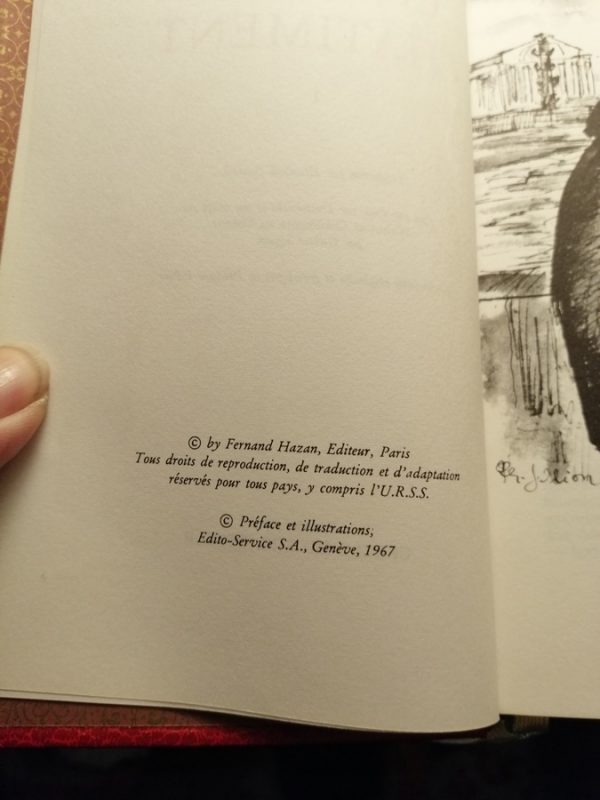 © by Fernand Hazan, Editeur, Paris
Tous droits de reproduction, de traduction et d'adaptation
réservés pour tous pays, y compris l'U.R.S.S.
© Préface et illustrations,
Edito-Service S.A., Genève, 1967